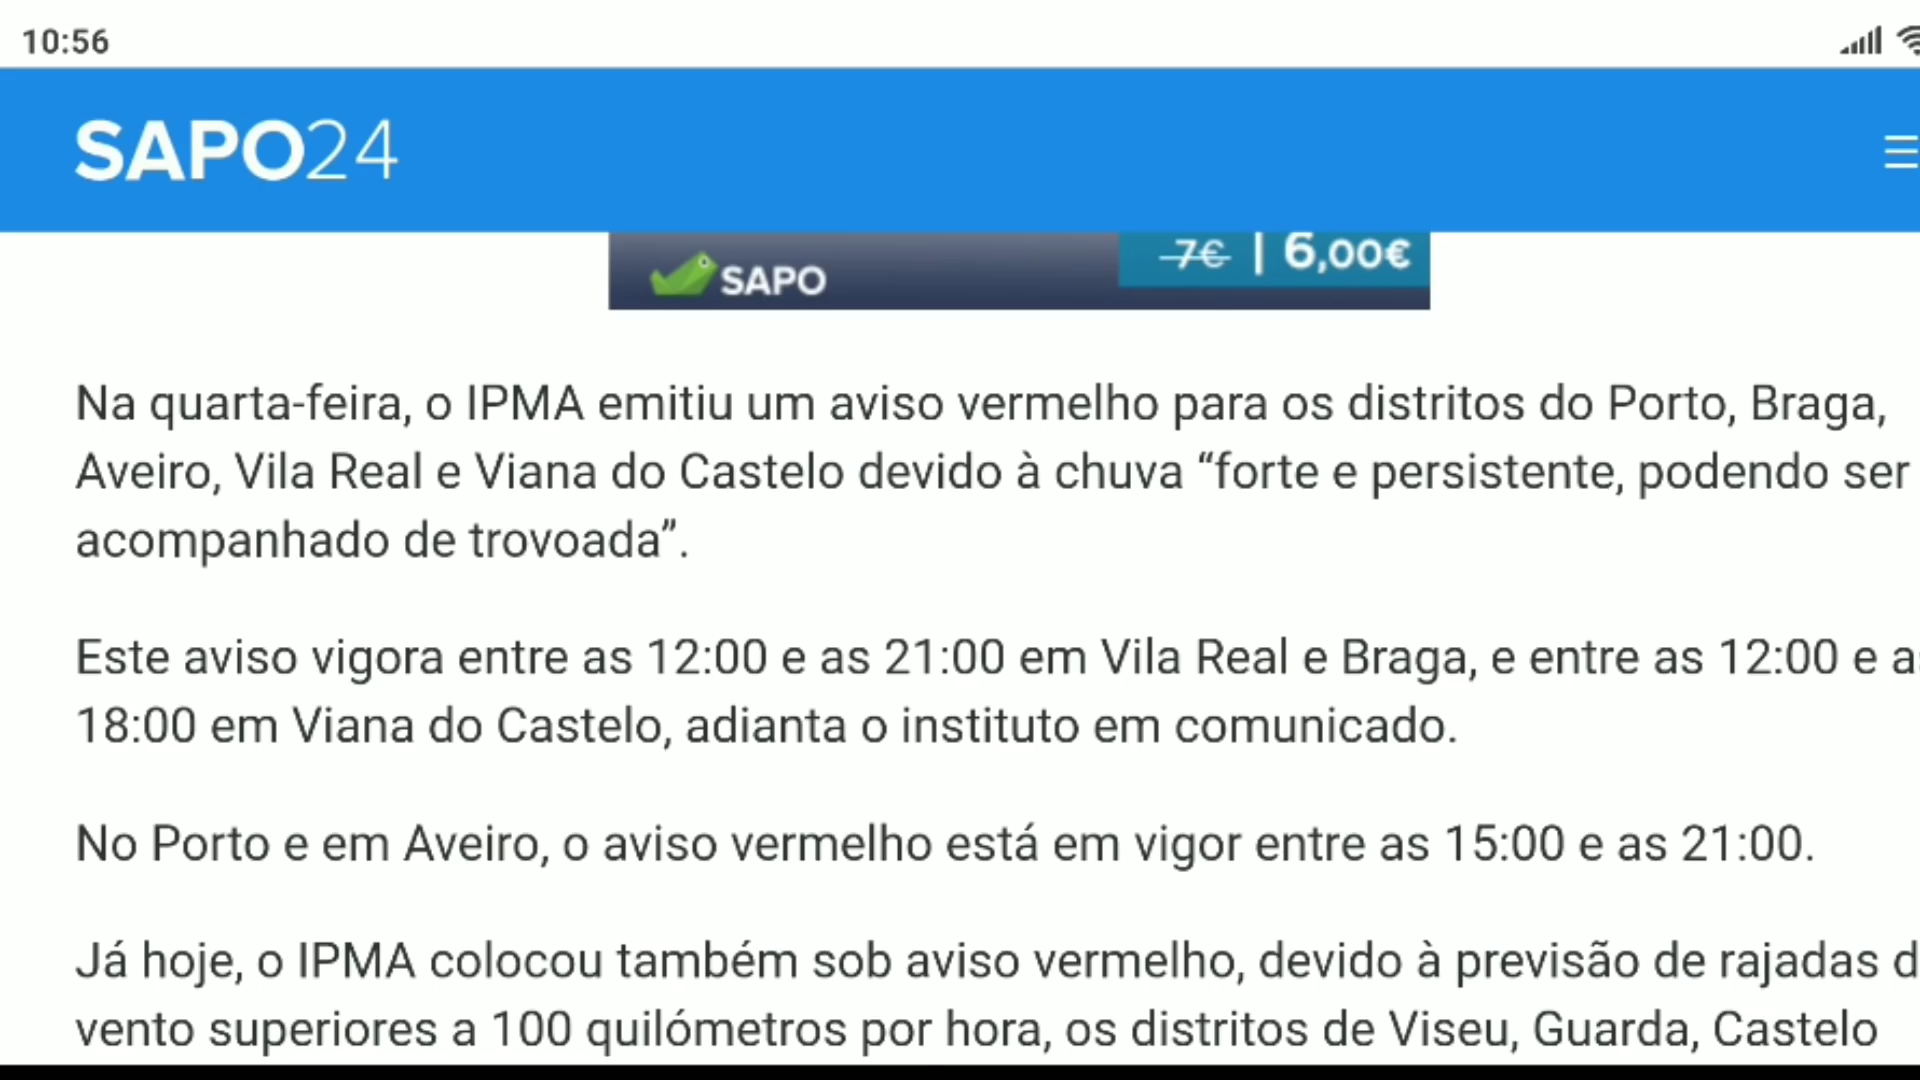 10:56
SAPO24
7€ | 6,00€
SAPO
Na quarta-feira, o IPMA emitiu um aviso vermelho para os distritos do Porto, Braga,
Aveiro, Vila Real e Viana do Castelo devido à chuva “forte e persistente, podendo ser
acompanhado de trovoada”.
Este aviso vigora entre as 12:00 e as 21:00 em Vila Real e Braga, e entre as 12:00 e as
18:00 em Viana do Castelo, adianta o instituto em comunicado.
No Porto e em Aveiro, o aviso vermelho está em vigor entre as 15:00 e as 21:00.
Já hoje, o IPMA colocou também sob aviso vermelho, devido à previsão de rajadas d
vento superiores a 100 quilómetros por hora, os distritos de Viseu, Guarda, Castelo